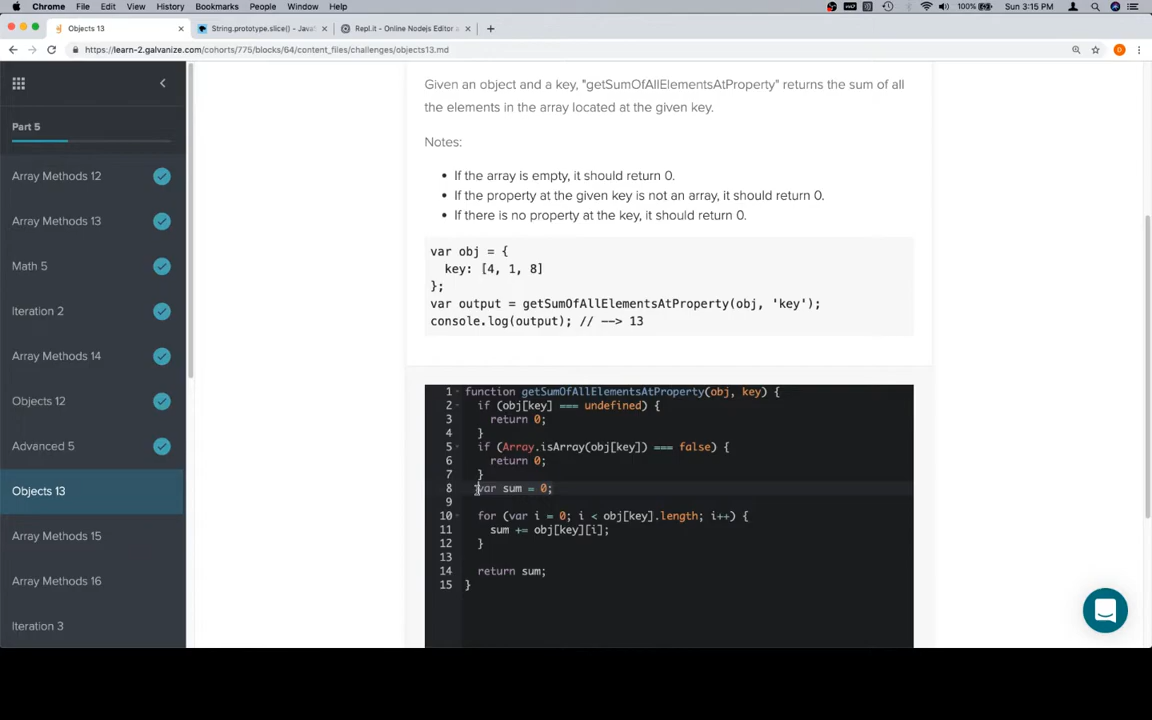 Chrome File Edit View History Bookmarks People Window Help 100% Sun 3:15 PM
Objects 13 × String.prototype.slice() - Java × Repl.it - Online Nodejs Editor × +
https://learn-2.galvanize.com/cohorts/775/blocks/64/content_files/challenges/objects13.md
Part 5
Array Methods 12
Array Methods 13
Math 5
Iteration 2
Array Methods 14
Objects 12
Advanced 5
Objects 13
Array Methods 15
Array Methods 16
Iteration 3
Given an object and a key, "getSumOfAllElementsAtProperty" returns the sum of all
the elements in the array located at the given key.
Notes:
• If the array is empty, it should return 0.
• If the property at the given key is not an array, it should return 0.
• If there is no property at the key, it should return 0.
var obj = {
key: [4, 1, 8]
};
var output = getSumOfAllElementsAtProperty(obj, 'key');
console.log(output); // --> 13
1 function getSumOfAllElementsAtProperty(obj, key) {
2 if (obj[key] === undefined) {
3 return 0;
4 }
5 if (Array.isArray(obj[key]) === false) {
6 return 0;
7 }
8 var sum = 0;
9
10 for (var i = 0; i < obj[key].length; i++) {
11 sum += obj[key][i];
12 }
13
14 return sum;
15 }